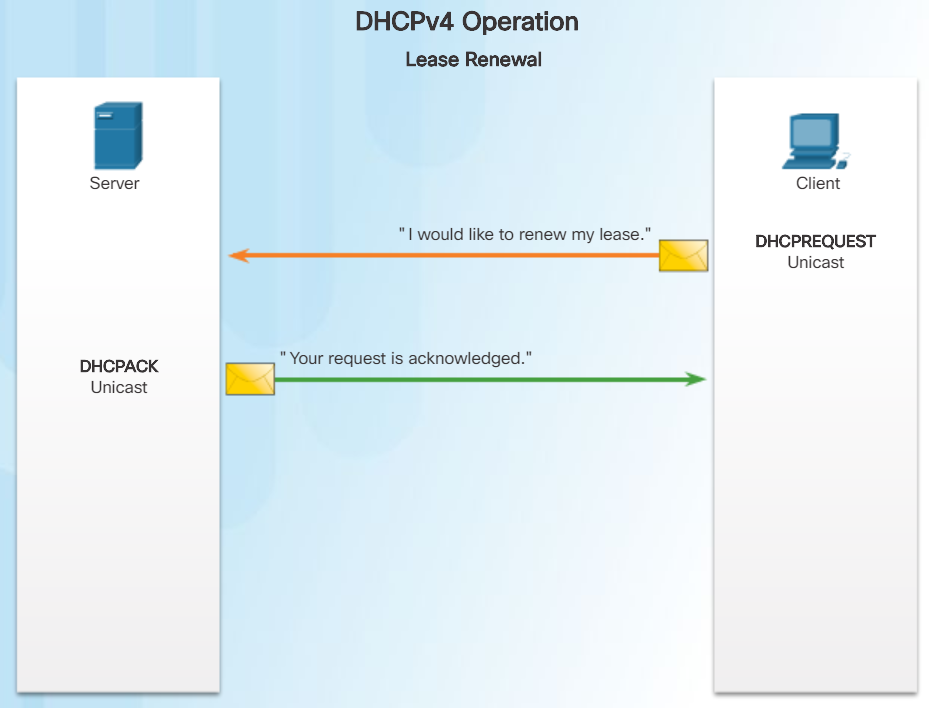 DHCPv4 Operation
Lease Renewal
Server
Client
"I would like to renew my lease."
DHCPREQUEST
Unicast
"Your request is acknowledged."
DHCPACK
Unicast